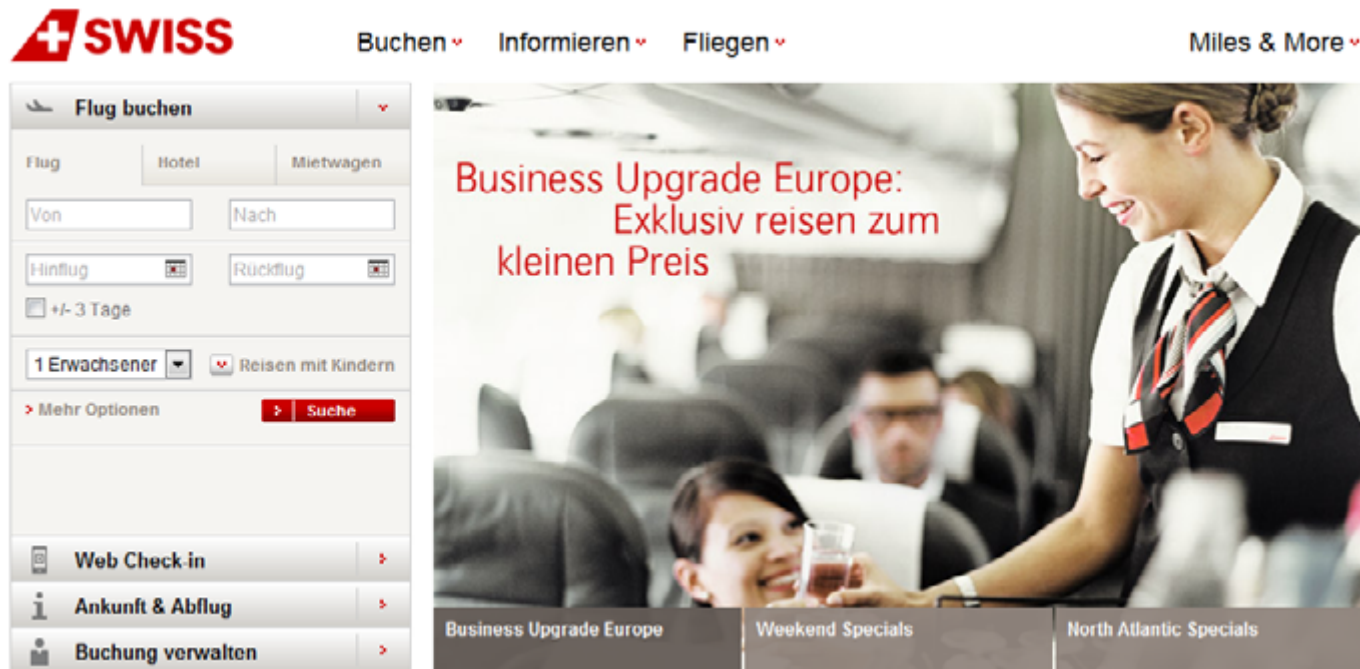 SWISS
Buchen
Informieren
Fliegen
Miles & More
Flug buchen
Flug
Hotel
Mietwagen
Von
Nach
Hinflug
Rückflug
+/- 3 Tage
1 Erwachsener
Reisen mit Kindern
Mehr Optionen
Suche
Web Check-in
Ankunft & Abflug
Buchung verwalten
Business Upgrade Europe:
Exklusiv reisen zum
kleinen Preis
Business Upgrade Europe
Weekend Specials
North Atlantic Specials